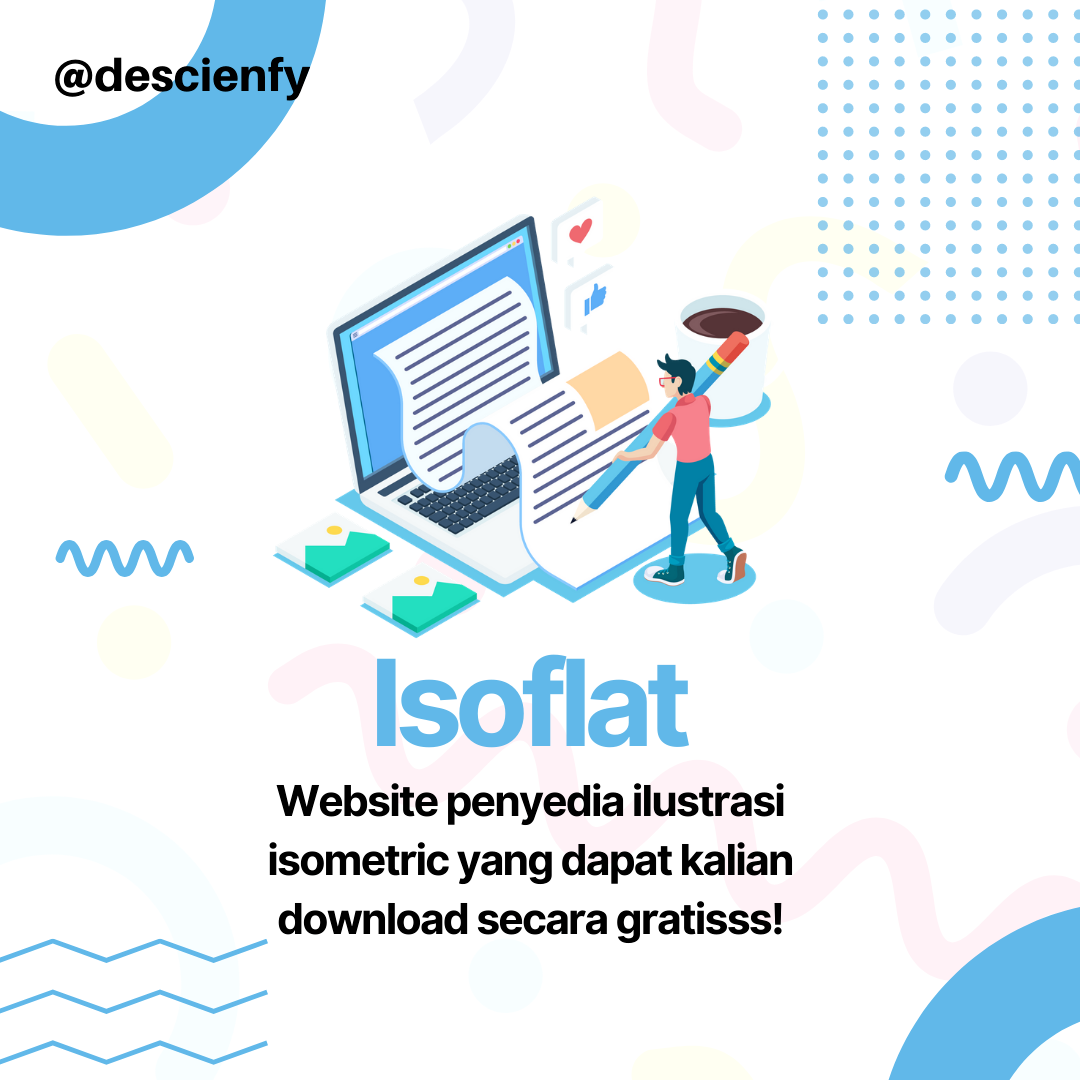 @descienfy
Isoflat
Website penyedia ilustrasi
isometric yang dapat kalian
download secara gratisss!